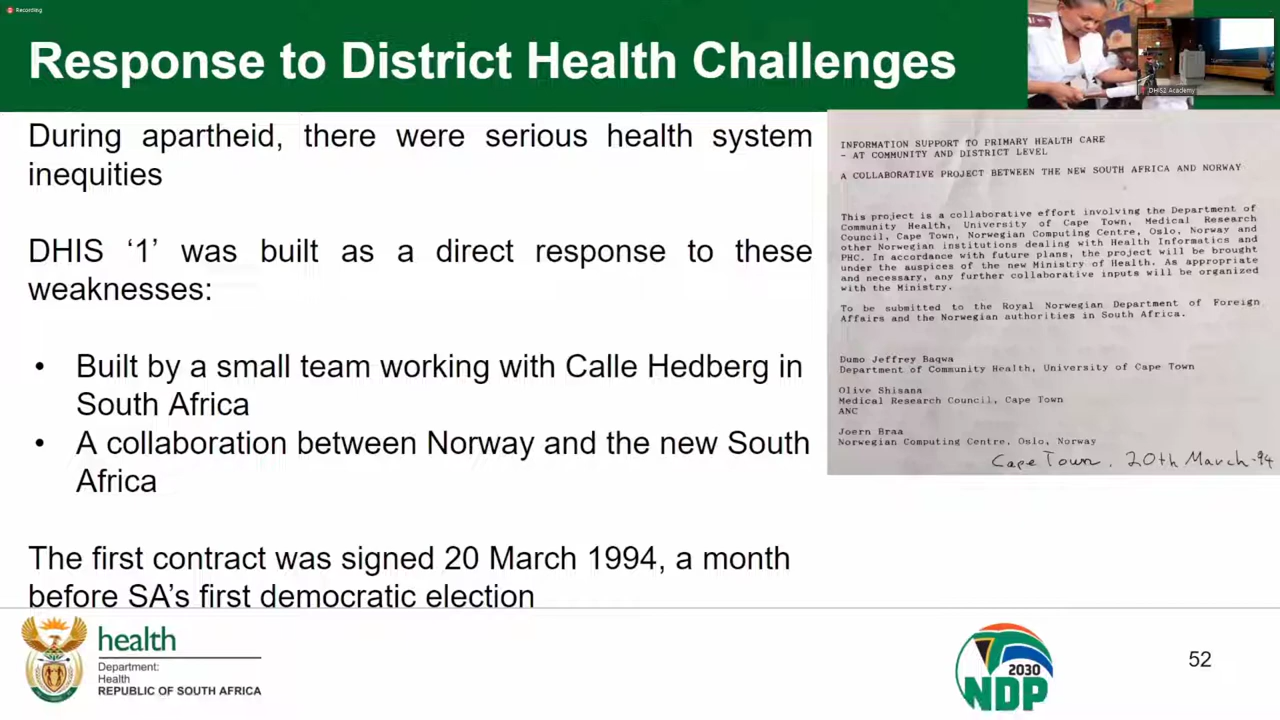 Recording
Response to District Health Challenges
DHIS2 Academy
During apartheid, there were serious health system
inequities
DHIS ‘1’ was built as a direct response to these
weaknesses:
• Built by a small team working with Calle Hedberg in
South Africa
• A collaboration between Norway and the new South
Africa
The first contract was signed 20 March 1994, a month
before SA’s first democratic election
INFORMATION SUPPORT TO PRIMARY HEALTH CARE
- AT COMMUNITY AND DISTRICT LEVEL
A COLLABORATIVE PROJECT BETWEEN THE NEW SOUTH AFRICA AND NORWAY
This project is a collaborative effort involving the Department of
Community Health, University of Cape Town, Medical Research
Council, Cape Town, Norwegian Computing Centre, Oslo, Norway and
other Norwegian institutions dealing with Health Informatics and
PHC. In accordance with future plans, the project will be brought
under the auspices of the new Ministry of Health. As appropriate
and necessary, any further collaborative inputs will be organized
with the Ministry.
To be submitted to the Royal Norwegian Department of Foreign
Affairs and the Norwegian authorities in South Africa.
Dumo Jeffrey Baqwa
Department of Community Health, University of Cape Town
Olive Shisana
Medical Research Council, Cape Town
ANC
Joern Braa
Norwegian Computing Centre, Oslo, Norway
Cape Town, 20th March-94
health
Department:
Health
REPUBLIC OF SOUTH AFRICA
2030
NDP
52